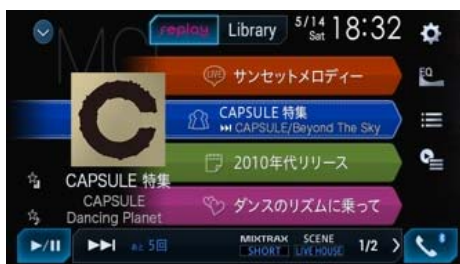 replay
Library
5/14
Sat
18:32
LIVE
サンセットメロディー
EQ
CAPSULE 特集
CAPSULE/Beyond The Sky
2010年代リリース
CAPSULE 特集
CAPSULE
Dancing Planet
ダンスのリズムに乗って
あと 5回
MIXTRAX SCENE
SHORT LIVE HOUSE
1/2